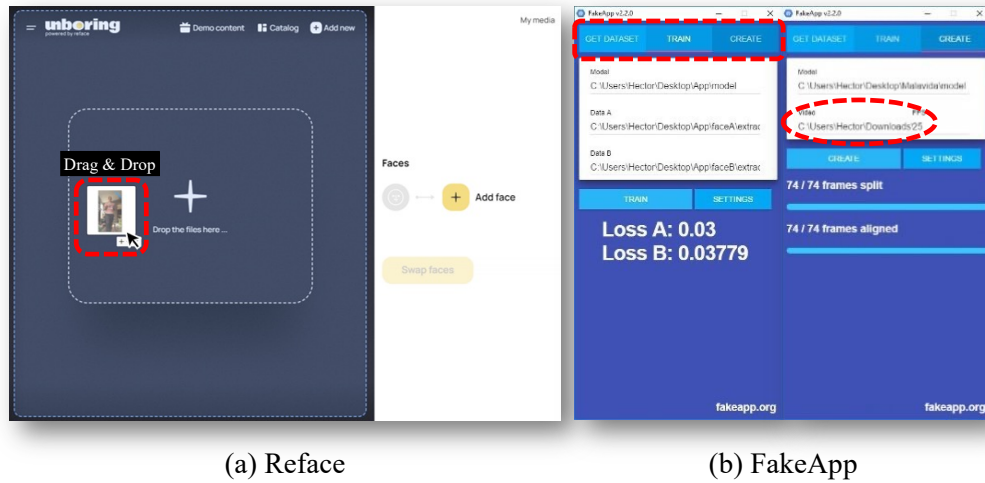 unboring
powered by reface
Demo content
Catalog
Add new
My media
Drag & Drop
Drop the files here ...
Faces
Add face
Swap faces
FakeApp v2.2.0
GET DATASET TRAIN CREATE
Model
C:\Users\Hector\Desktop\App\model
Data A
C:\Users\Hector\Desktop\App\faceA\extrac
Data B
C:\Users\Hector\Desktop\App\faceB\extrac
TRAIN SETTINGS
Loss A: 0.03
Loss B: 0.03779
fakeapp.org
FakeApp v2.2.0
GET DATASET TRAIN CREATE
Model
C:\Users\Hector\Desktop\Malavida\model
Video FPS
C:\Users\Hector\Downloads\25
CREATE SETTINGS
74 / 74 frames split
74 / 74 frames aligned
fakeapp.org
(a) Reface
(b) FakeApp